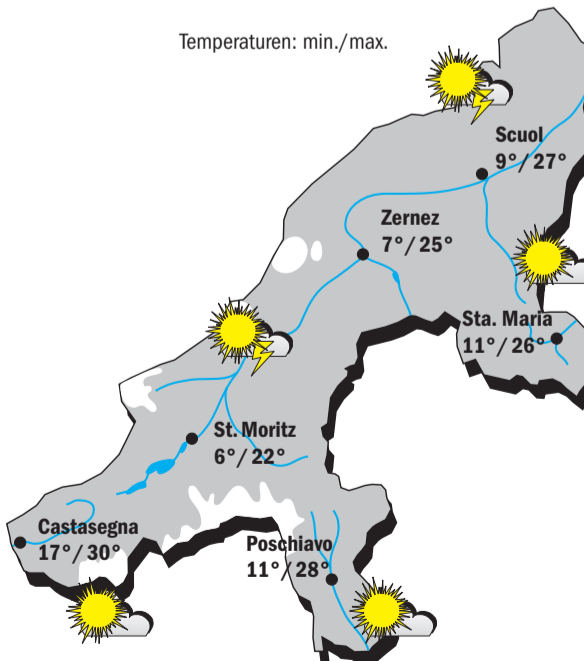 Temperaturen: min./max.
Scuol
9°/27°
Zernez
7°/25°
Sta. Maria
11°/26°
St. Moritz
6°/22°
Castasegna
17°/30°
Poschiavo
11°/28°